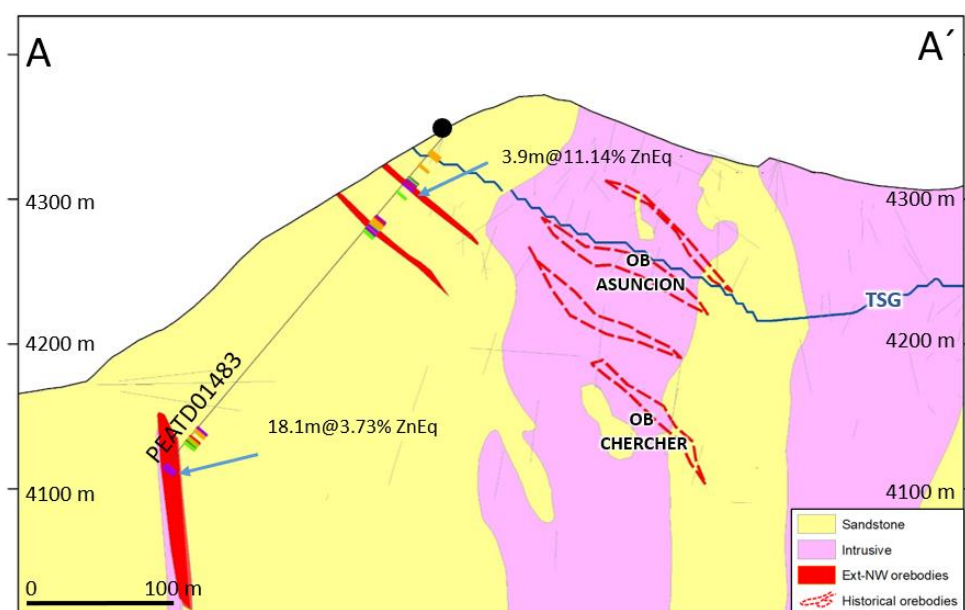 A
A´
3.9m@11.14% ZnEq
4300 m
4300 m
OB
ASUNCION
TSG
4200 m
4200 m
PEATD01483
18.1m@3.73% ZnEq
OB
CHERCHER
4100 m
4100 m
Sandstone
Intrusive
Ext-NW orebodies
Historical orebodies
0
100 m